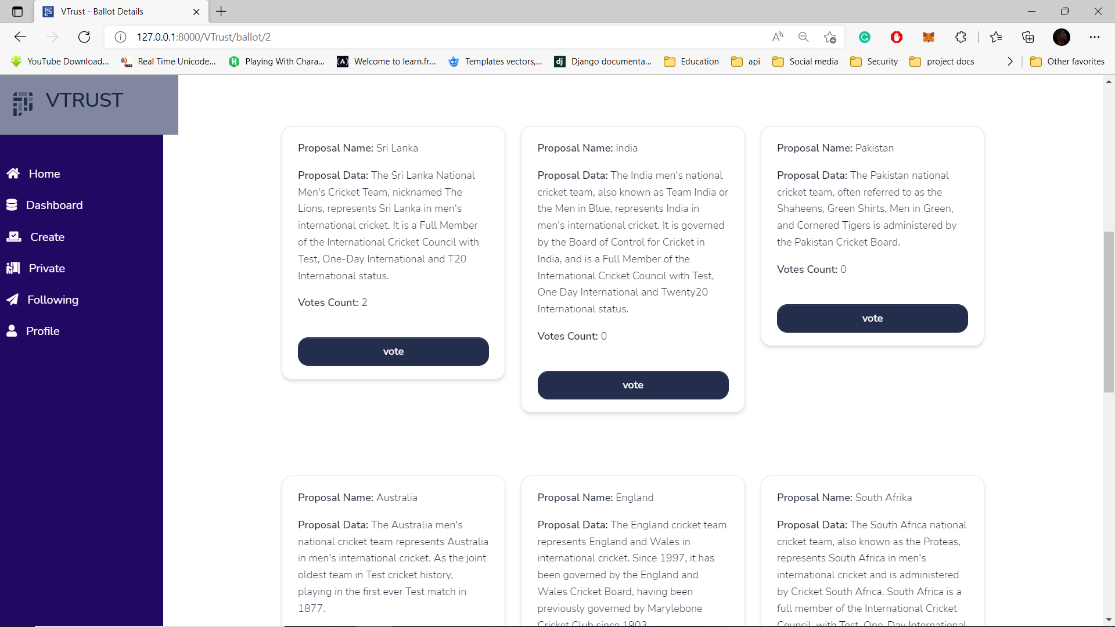 VTrust - Ballot Details
127.0.0.1:8000/VTrust/ballot/2
YouTube Download...
Real Time Unicode...
Playing With Chara...
Welcome to learn.fr...
Templates vectors,...
dj Django documenta...
Education
api
Social media
Security
project docs
Other favorites
VTRUST
Home
Dashboard
Create
Private
Following
Profile
Proposal Name: Sri Lanka
Proposal Data: The Sri Lanka National
Men's Cricket Team, nicknamed The
Lions, represents Sri Lanka in men's
international cricket. It is a Full Member
of the International Cricket Council with
Test, One-Day International and T20
International status.
Votes Count: 2
vote
Proposal Name: India
Proposal Data: The India men's national
cricket team, also known as Team India or
the Men in Blue, represents India in
men's international cricket. It is governed
by the Board of Control for Cricket in
India, and is a Full Member of the
International Cricket Council with Test,
One Day International and Twenty20
International status.
Votes Count: 0
vote
Proposal Name: Pakistan
Proposal Data: The Pakistan national
cricket team, often referred to as the
Shaheens, Green Shirts, Men in Green,
and Cornered Tigers is administered by
the Pakistan Cricket Board.
Votes Count: 0
vote
Proposal Name: Australia
Proposal Data: The Australia men's
national cricket team represents Australia
in men's international cricket. As the joint
oldest team in Test cricket history,
playing in the first ever Test match in
1877.
Proposal Name: England
Proposal Data: The England cricket team
represents England and Wales in
international cricket. Since 1997, it has
been governed by the England and
Wales Cricket Board, having been
previously governed by Marylebone
Cricket Club since 1903.
Proposal Name: South Afrika
Proposal Data: The South Africa national
cricket team, also known as the Proteas,
represents South Africa in men's
international cricket and is administered
by Cricket South Africa. South Africa is a
full member of the International Cricket
Council, with Test, One-Day International